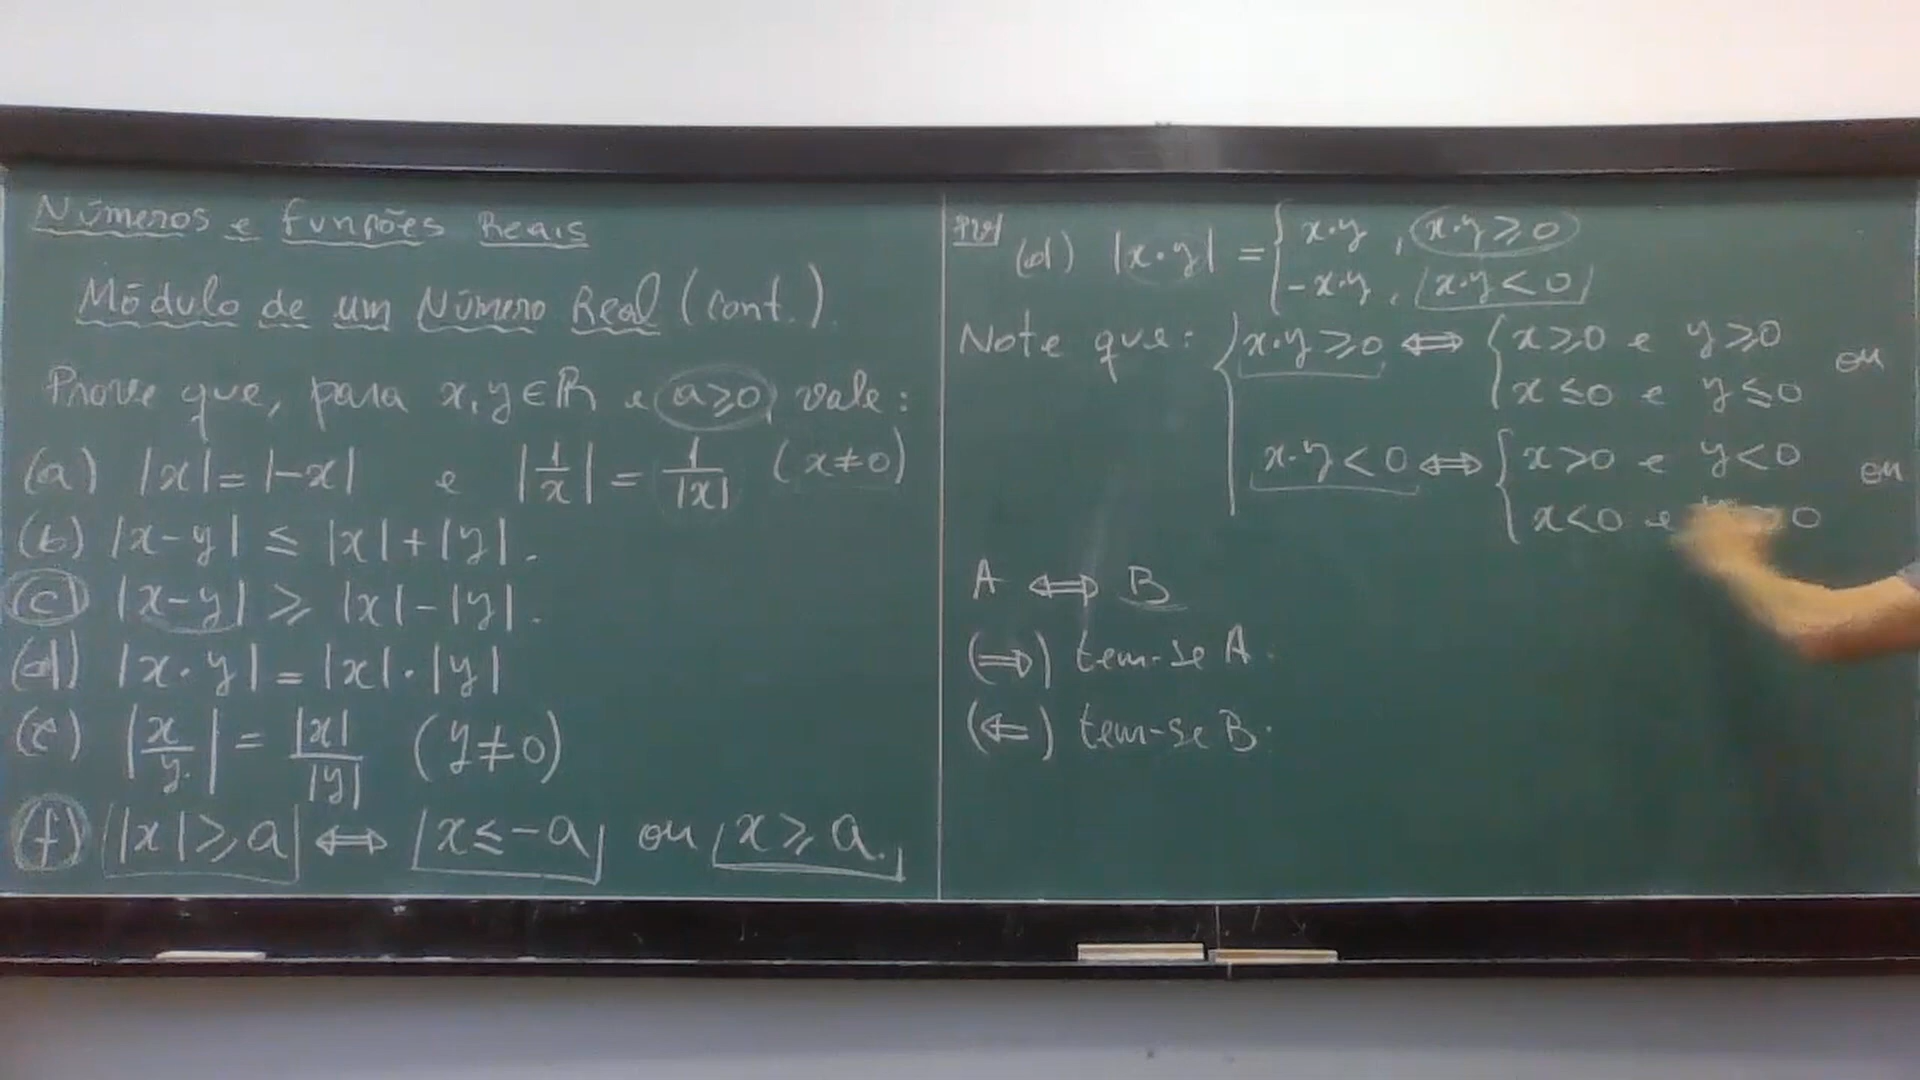 Números e Funções Reais
Módulo de um Número Real (cont.)
Prove que, para x, y ∈ ℝ e a ⩾ 0, vale:
(a) |x| = |-x| e |1/x| = 1/|x| (x ≠ 0)
(b) |x-y| ≤ |x|+|y|.
(c) |x-y| ⩾ |x|-|y|.
(d) |x·y| = |x|·|y|
(e) |x/y| = |x|/|y| (y ≠ 0)
(f) |x| ⩾ a ⟺ x ≤ -a ou x ⩾ a.
(d) |x·y| = { x·y , x·y ⩾ 0
-x·y , x·y < 0
Note que: { x·y ⩾ 0 ⟺ { x ⩾ 0 e y ⩾ 0 ou
x ≤ 0 e y ≤ 0
x·y < 0 ⟺ { x > 0 e y < 0 ou
x < 0 e 0
A ⟺ B
(⟹) tem-se A.
(⟸) tem-se B.